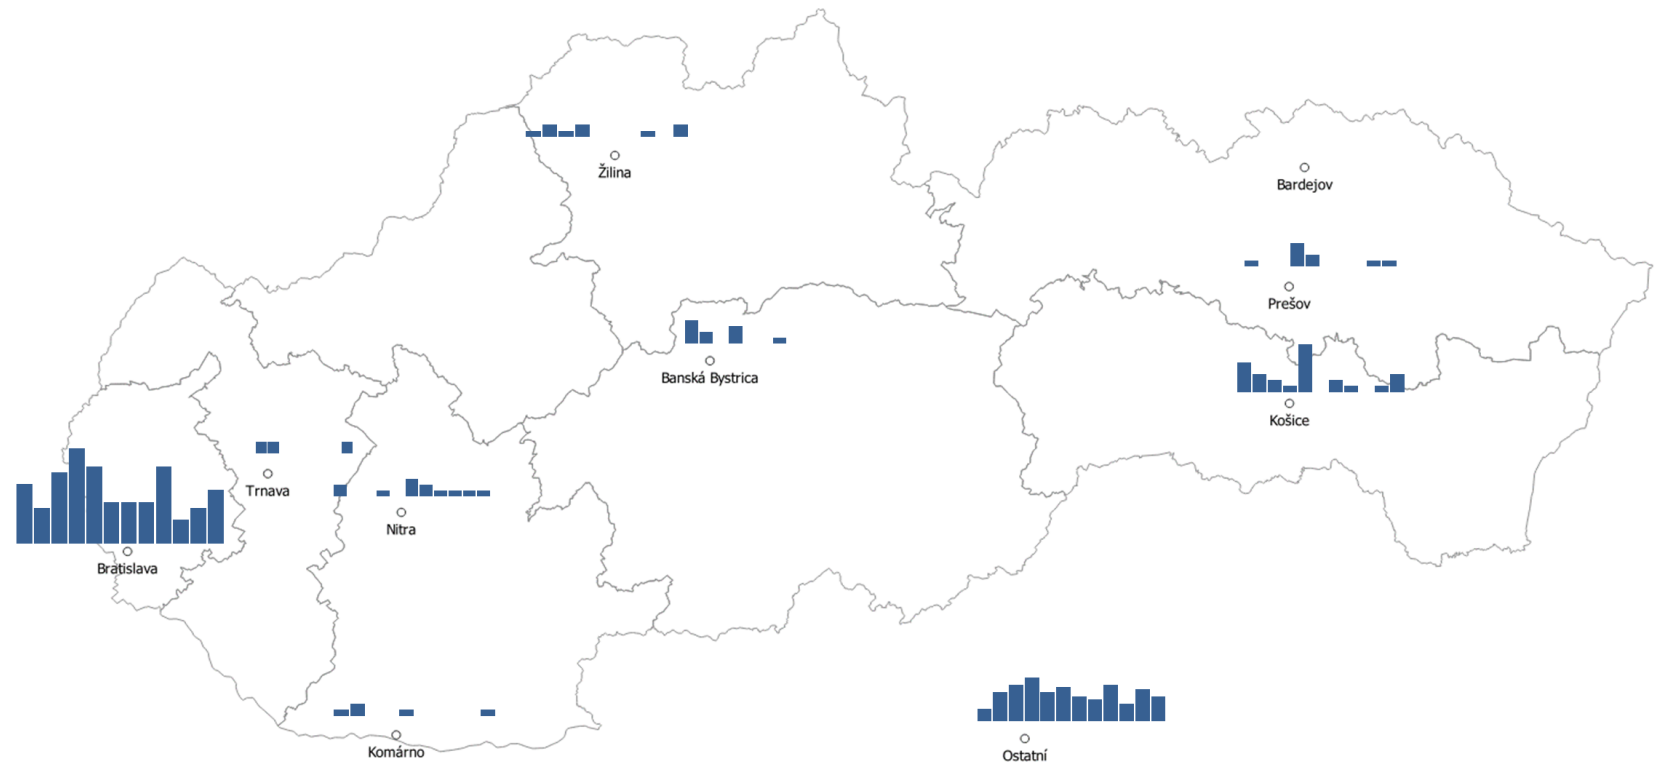 Žilina
Bardejov
Prešov
Banská Bystrica
Košice
Trnava
Nitra
Bratislava
Komárno
Ostatní